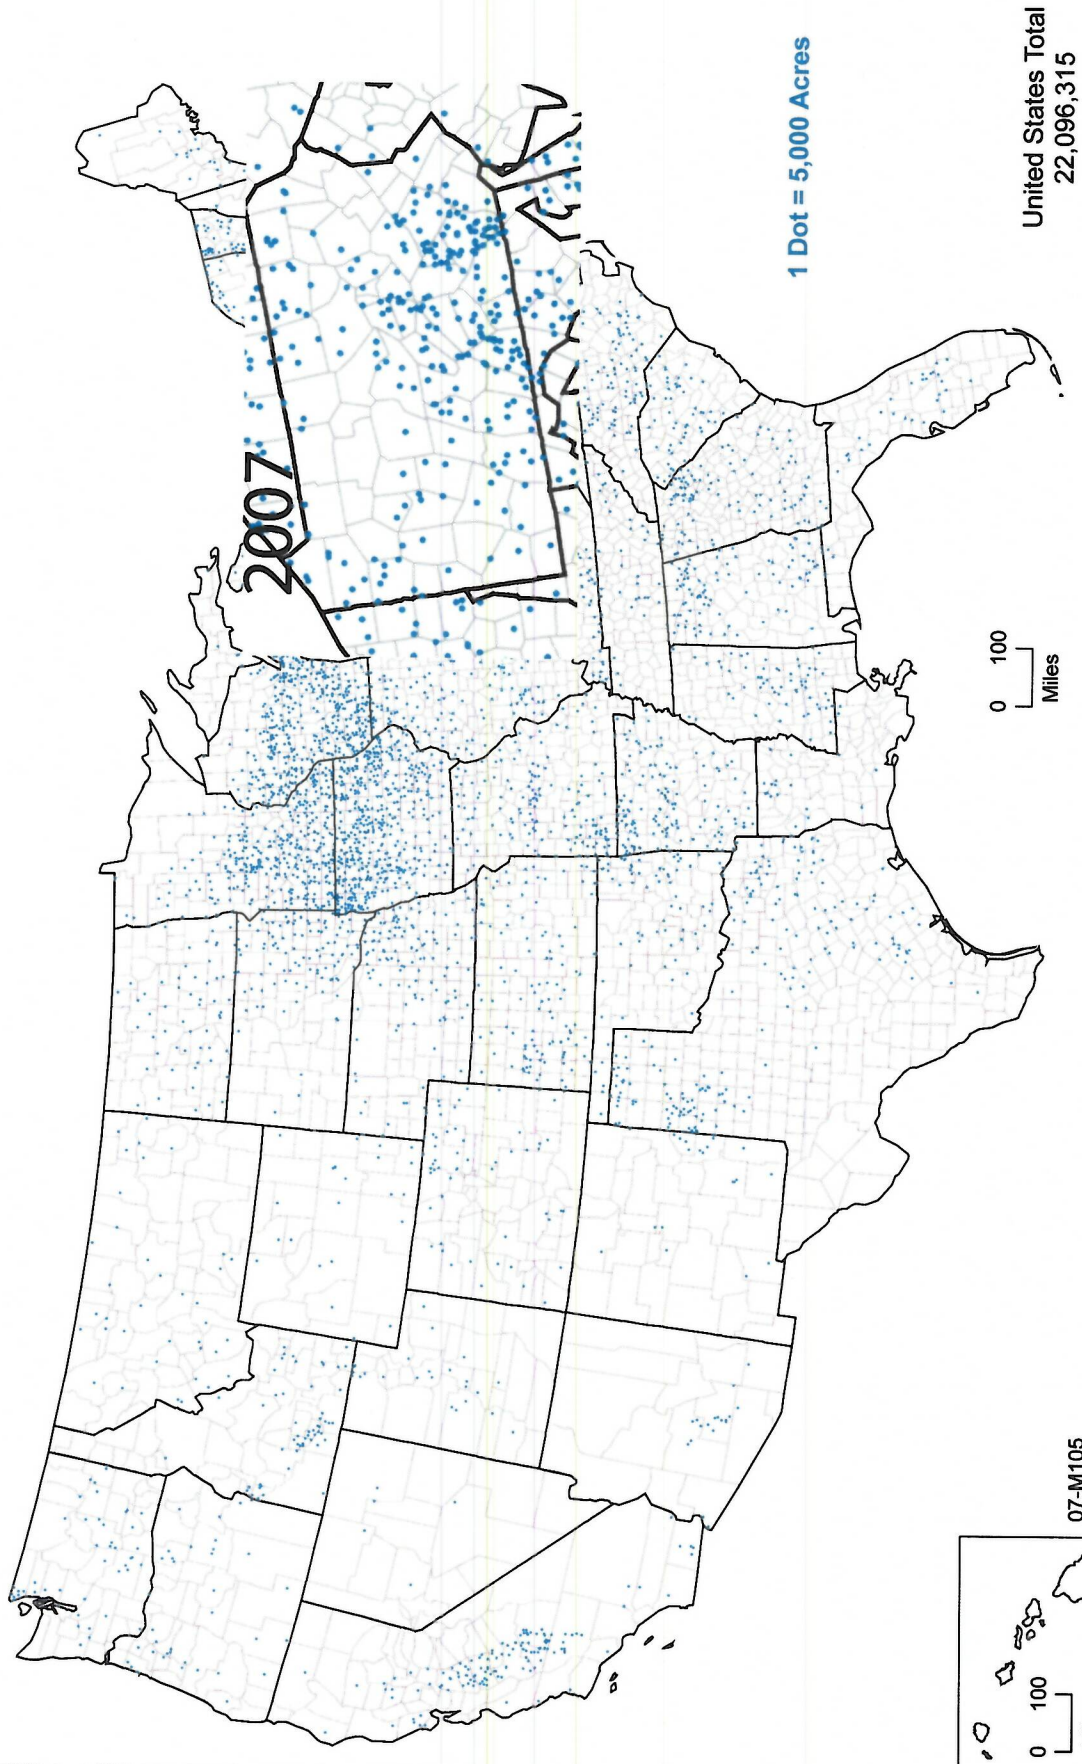 2007
1 Dot = 5,000 Acres
United States Total
22,096,315
0 100
Miles
0 100
07-M105